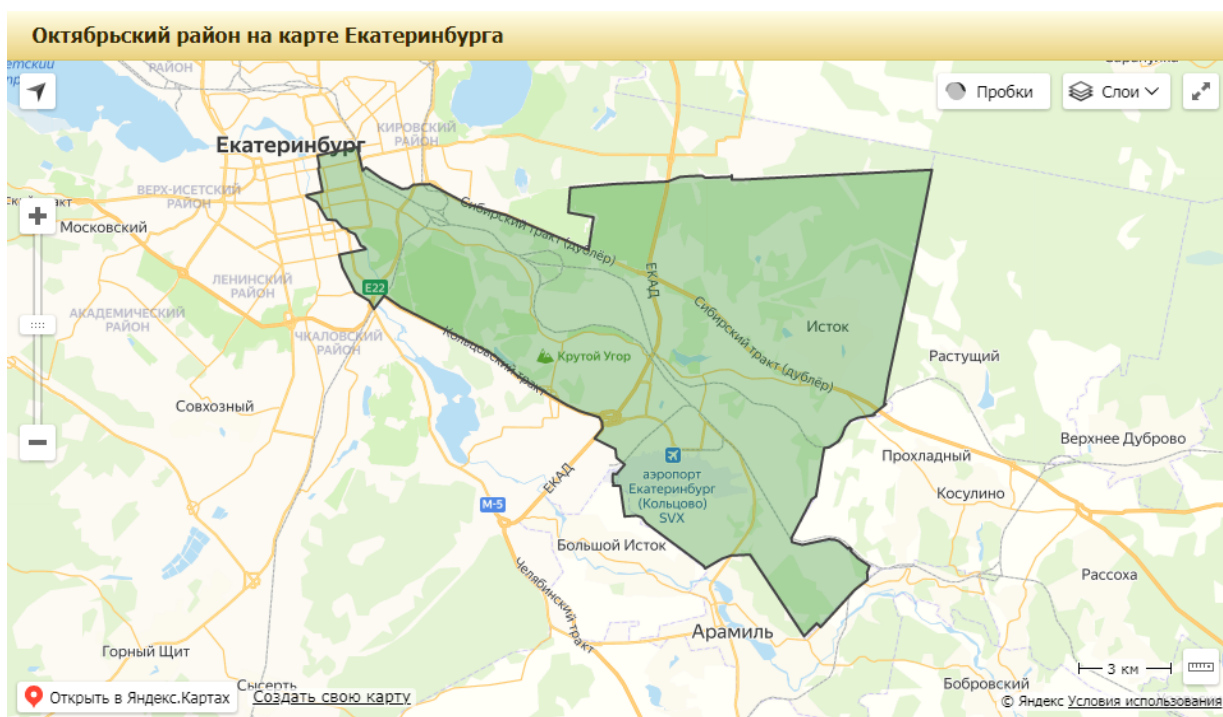 Октябрьский район на карте Екатеринбурга
РАЙОН
Пробки
Слои
КИРОВСКИЙ
РАЙОН
Екатеринбург
ВЕРХ-ИСЕТСКИЙ
РАЙОН
Московский
Сибирский тракт (дублёр)
ЕКАД
ЛЕНИНСКИЙ
РАЙОН
E22
АКАДЕМИЧЕСКИЙ
РАЙОН
ЧКАЛОВСКИЙ
РАЙОН
Сибирский тракт (дублёр)
Исток
Кольцовский тракт
Крутой Угор
Растущий
Совхозный
Верхнее Дуброво
Прохладный
аэропорт
Екатеринбург
(Кольцово)
SVX
ЕКАД
Косулино
М-5
Большой Исток
Челябинский тракт
Рассоха
Арамиль
Горный Щит
3 км
Бобровский
Сысерть
Открыть в Яндекс.Картах
Создать свою карту
© Яндекс Условия использования